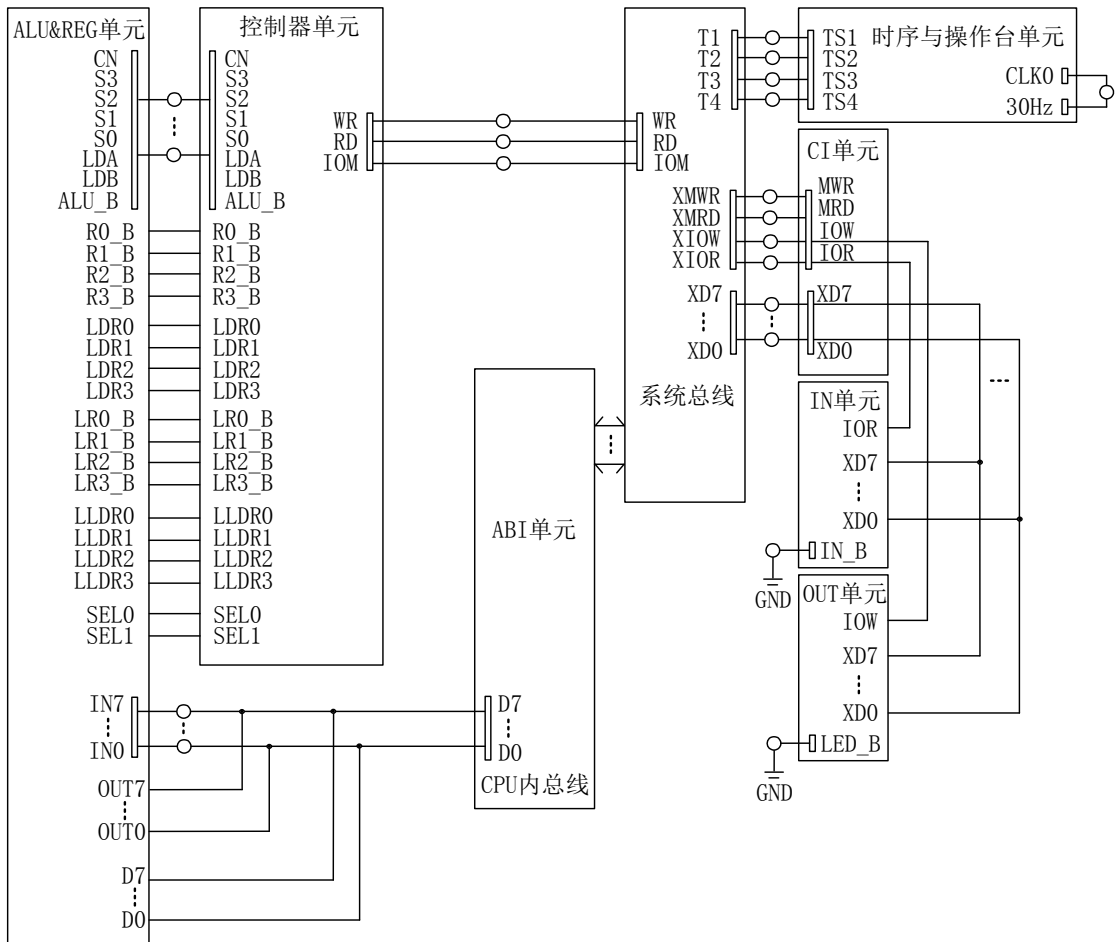 ALU&REG单元
CN
S3
S2
S1
S0
LDA
LDB
ALU_B
R0_B
R1_B
R2_B
R3_B
LDR0
LDR1
LDR2
LDR3
LR0_B
LR1_B
LR2_B
LR3_B
LLDR0
LLDR1
LLDR2
LLDR3
SEL0
SEL1
IN7
IN0
OUT7
OUT0
D7
D0
控制器单元
CN
S3
S2
S1
S0
LDA
LDB
ALU_B
R0_B
R1_B
R2_B
R3_B
LDR0
LDR1
LDR2
LDR3
LR0_B
LR1_B
LR2_B
LR3_B
LLDR0
LLDR1
LLDR2
LLDR3
SEL0
SEL1
WR
RD
IOM
ABI单元
D7
D0
CPU内总线
T1
T2
T3
T4
WR
RD
IOM
XMWR
XMRD
XIOW
XIOR
XD7
XD0
系统总线
时序与操作台单元
TS1
TS2
TS3
TS4
CLK0
30Hz
CI单元
MWR
MRD
IOW
IOR
XD7
XD0
IN单元
IOR
XD7
XD0
IN_B
GND
OUT单元
IOW
XD7
XD0
LED_B
GND